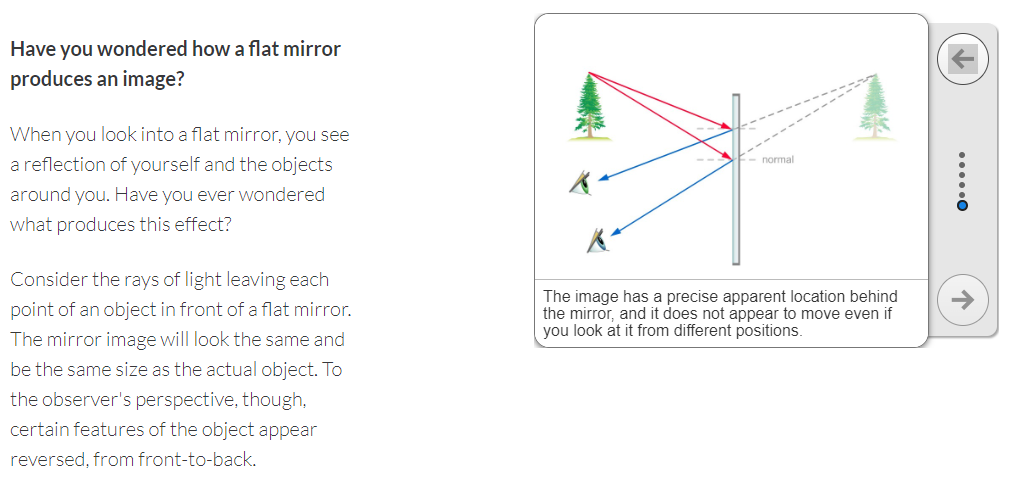 Have you wondered how a flat mirror
produces an image?
When you look into a flat mirror, you see
a reflection of yourself and the objects
around you. Have you ever wondered
what produces this effect?
Consider the rays of light leaving each
point of an object in front of a flat mirror.
The mirror image will look the same and
be the same size as the actual object. To
the observer's perspective, though,
certain features of the object appear
reversed, from front-to-back.
normal
The image has a precise apparent location behind
the mirror, and it does not appear to move even if
you look at it from different positions.